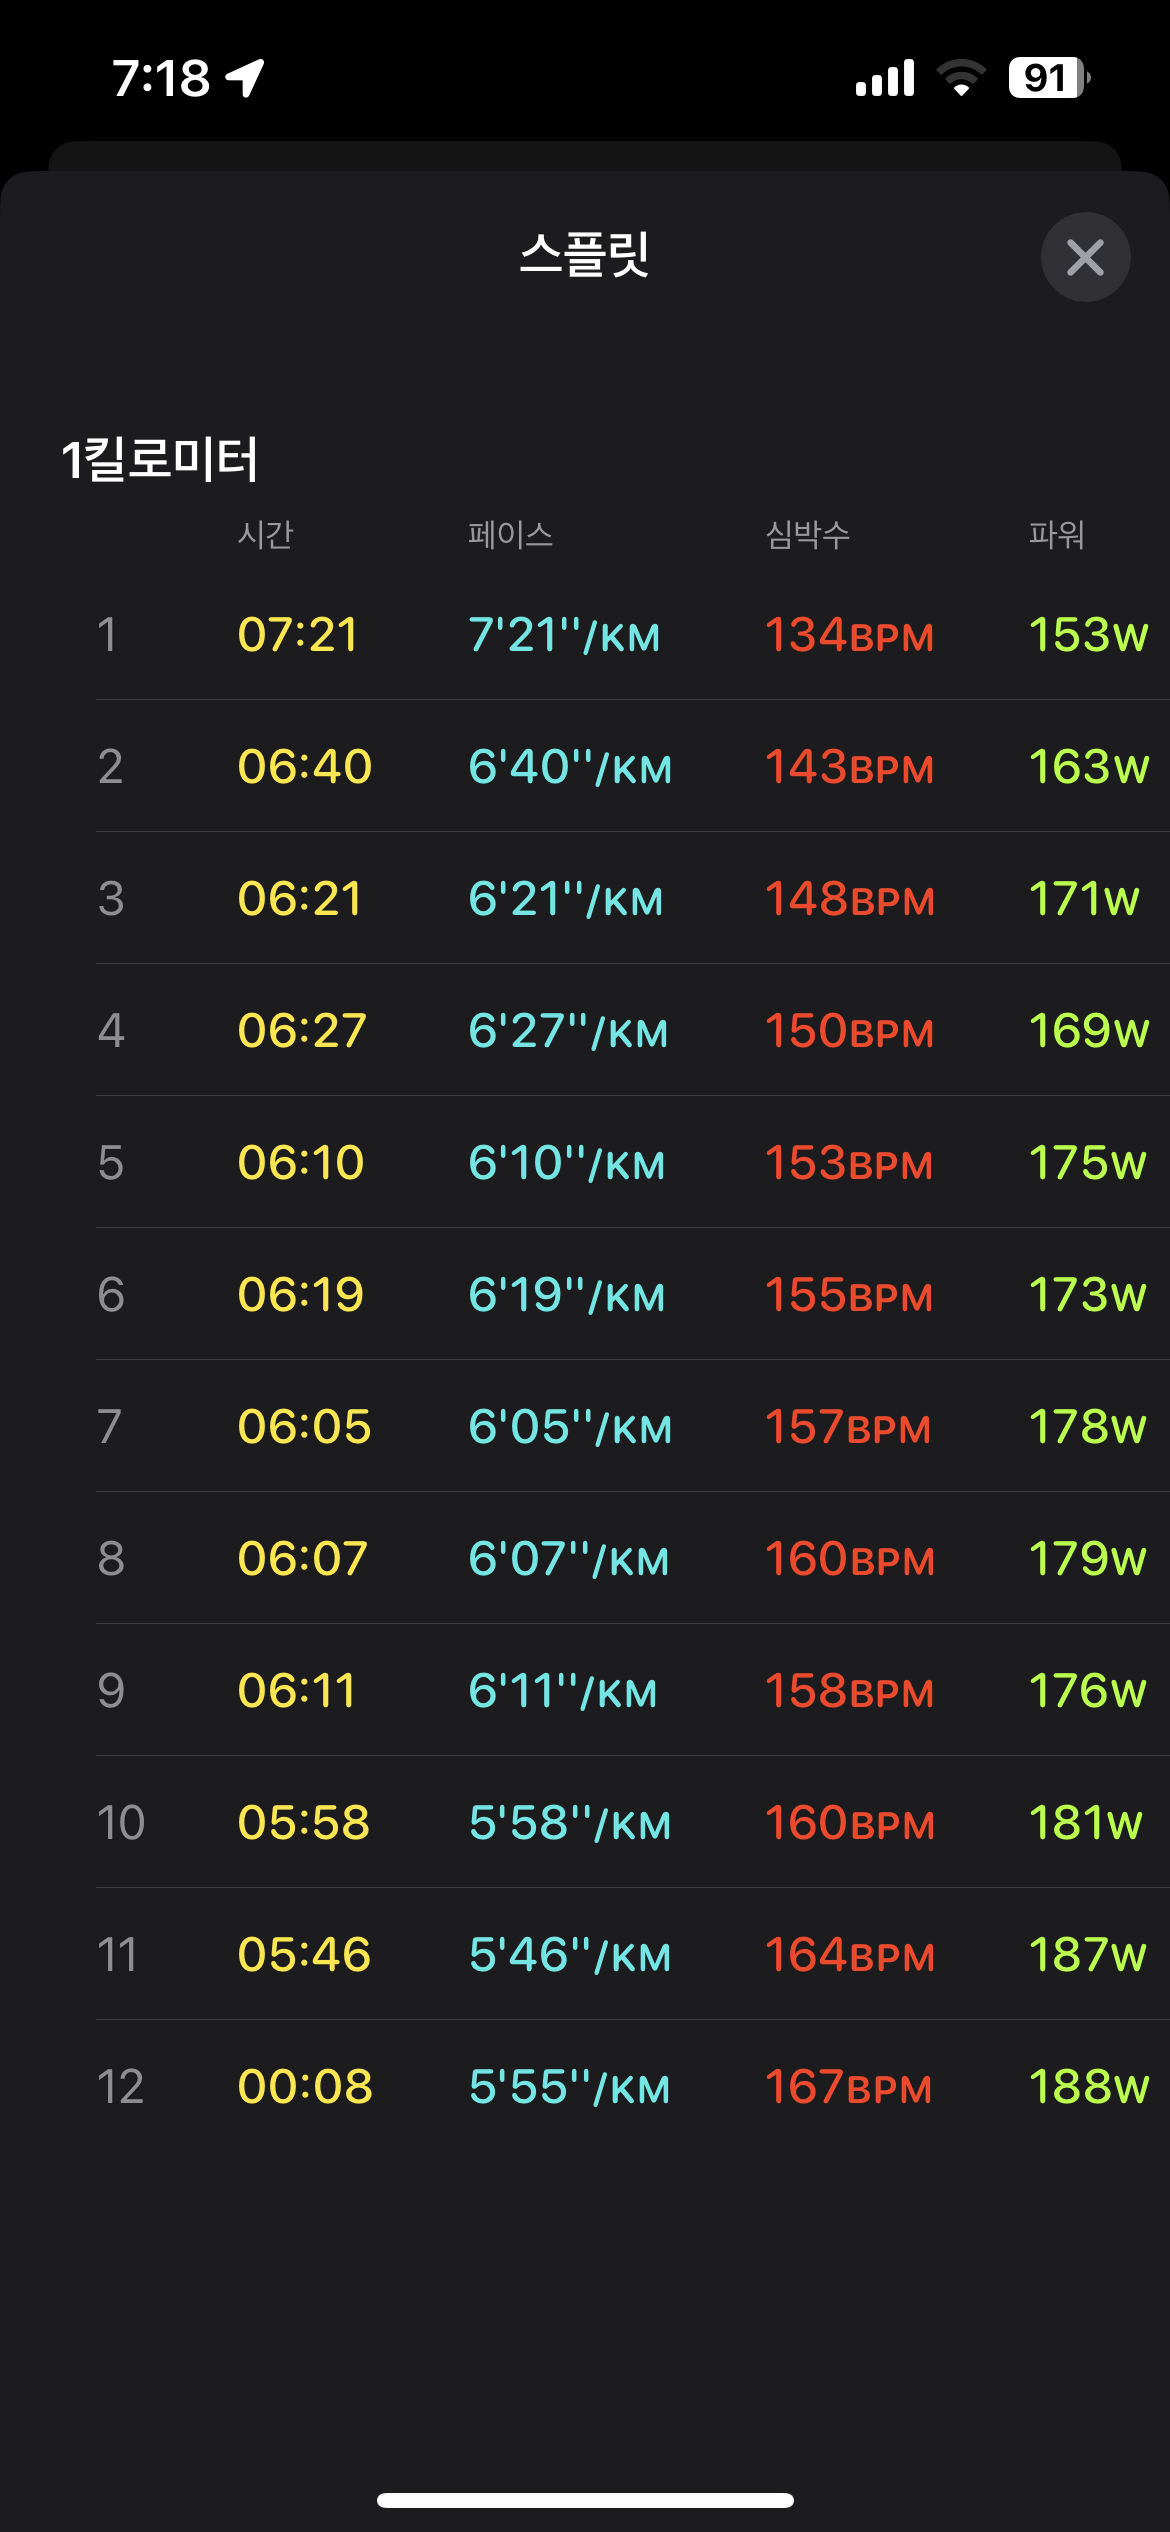 7:18 91
스플릿
1킬로미터
시간 페이스 심박수 파워
1 07:21 7'21''/KM 134BPM 153W
2 06:40 6'40''/KM 143BPM 163W
3 06:21 6'21''/KM 148BPM 171W
4 06:27 6'27''/KM 150BPM 169W
5 06:10 6'10''/KM 153BPM 175W
6 06:19 6'19''/KM 155BPM 173W
7 06:05 6'05''/KM 157BPM 178W
8 06:07 6'07''/KM 160BPM 179W
9 06:11 6'11''/KM 158BPM 176W
10 05:58 5'58''/KM 160BPM 181W
11 05:46 5'46''/KM 164BPM 187W
12 00:08 5'55''/KM 167BPM 188W